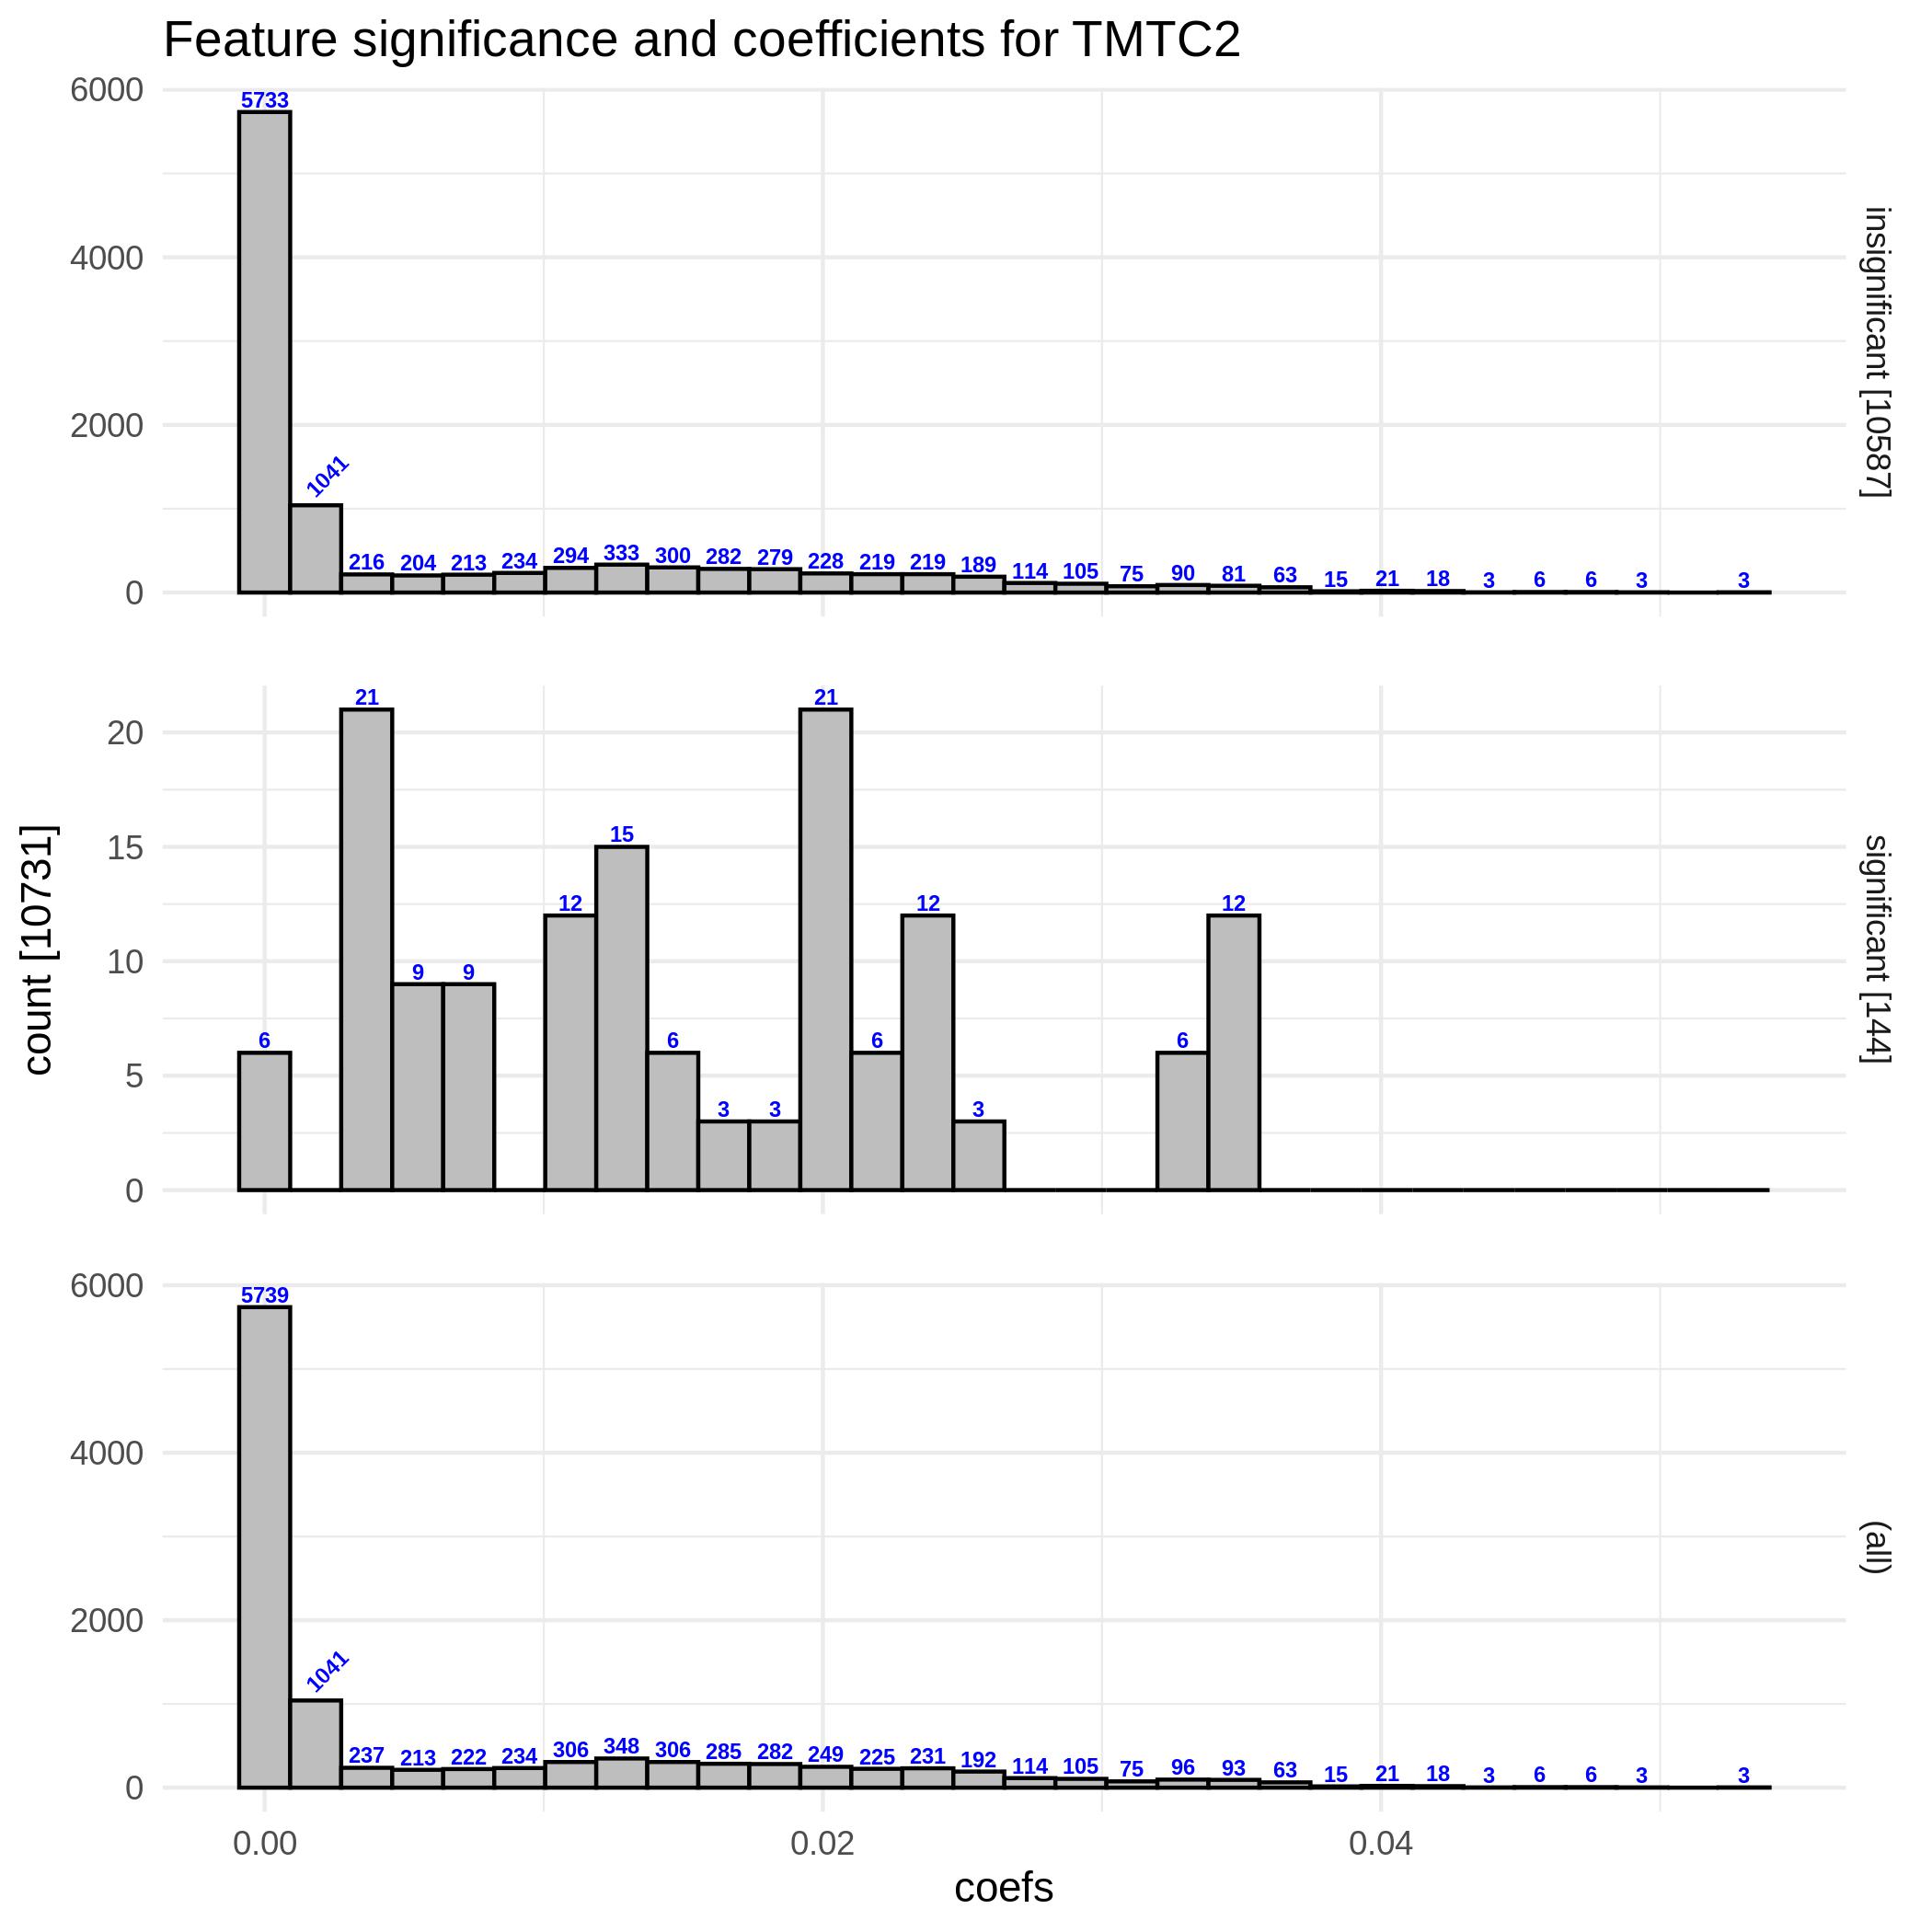 Feature significance and coefficients for TMTC2
6000
4000
2000
0
5733
1041
216 204 213 234 294 333 300 282 279 228 219 219 189 114 105 75 90 81 63 15 21 18 3 6 6 3 3
insignificant [10587]
count [10731]
20
15
10
5
0
6 21 9 9 12 15 6 3 3 21 6 12 3 6 12
significant [144]
6000
4000
2000
0
5739
1041
237 213 222 234 306 348 306 285 282 249 225 231 192 114 105 75 96 93 63 15 21 18 3 6 6 3 3
(all)
0.00 0.02 0.04
coefs